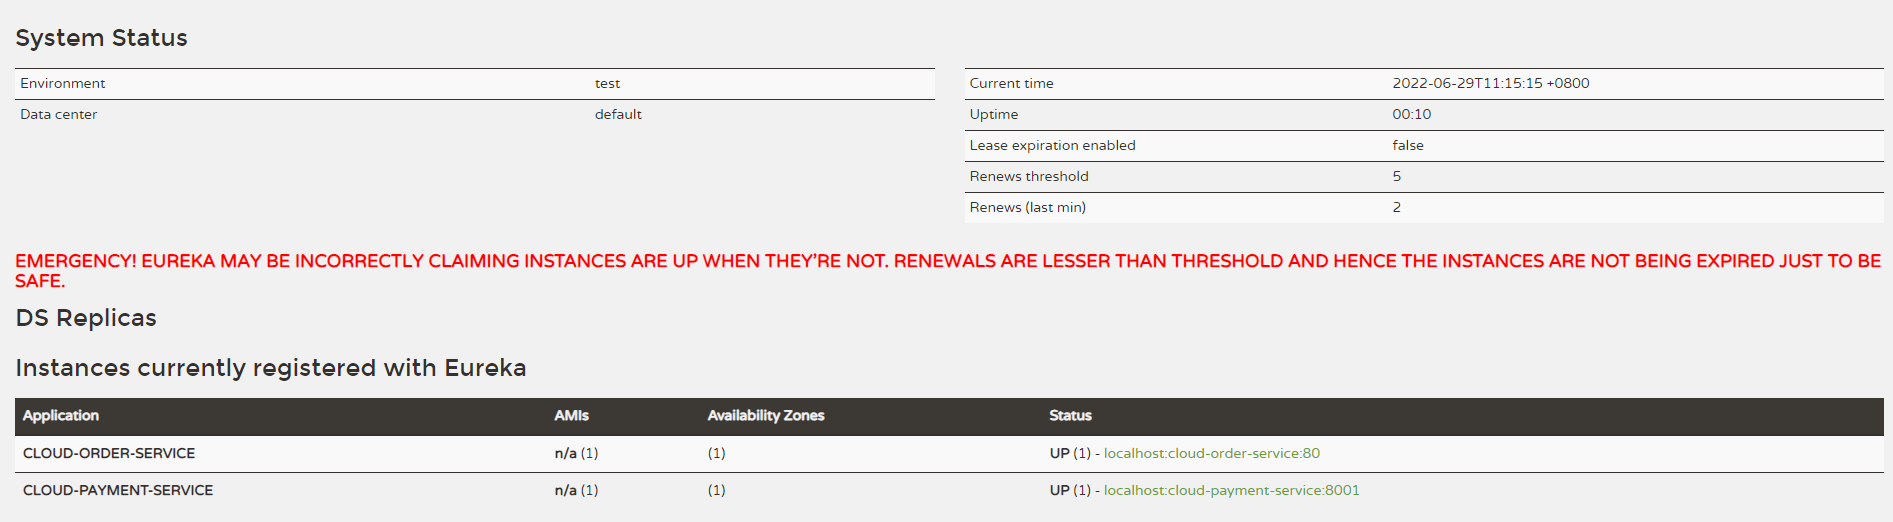 System Status
Environment test
Data center default
Current time 2022-06-29T11:15:15 +0800
Uptime 00:10
Lease expiration enabled false
Renews threshold 5
Renews (last min) 2
EMERGENCY! EUREKA MAY BE INCORRECTLY CLAIMING INSTANCES ARE UP WHEN THEY'RE NOT. RENEWALS ARE LESSER THAN THRESHOLD AND HENCE THE INSTANCES ARE NOT BEING EXPIRED JUST TO BE
SAFE.
DS Replicas
Instances currently registered with Eureka
Application AMIs Availability Zones Status
CLOUD-ORDER-SERVICE n/a (1) (1) UP (1) - localhost:cloud-order-service:80
CLOUD-PAYMENT-SERVICE n/a (1) (1) UP (1) - localhost:cloud-payment-service:8001